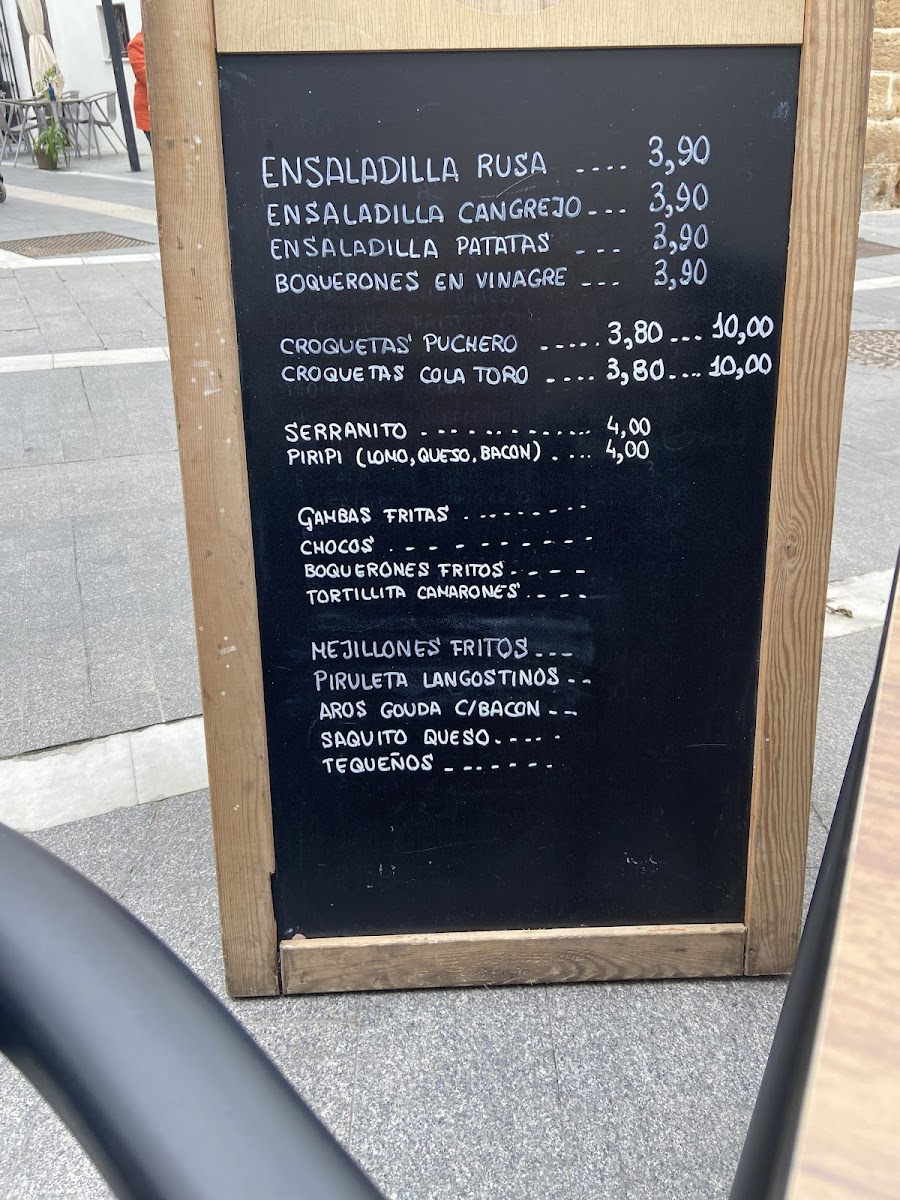 ENSALADILLA RUSA .... 3,90
ENSALADILLA CANGREJO--- 3,90
ENSALADILLA PATATAS --- 3,90
BOQUERONES EN VINAGRE --- 3,90
CROQUETAS PUCHERO ..... 3,80... 10,00
CROQUETAS COLA TORO .... 3,80.... 10,00
SERRANITO ............. 4,00
PIRIPI (LOMO, QUESO, BACON) .... 4,00
GAMBAS FRITAS .........
CHOCOS ...........
BOQUERONES FRITOS.---
TORTILLITA CAMARONES.---
MEJILLONES FRITOS---
PIRULETA LANGOSTINOS--
AROS GOUDA C/BACON---
SAQUITO QUESO.....
TEQUEÑOS -------